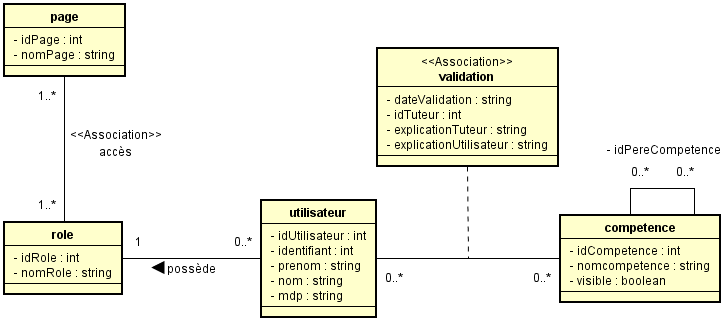 page
- idPage : int
- nomPage : string
1..*
<<Association>>
accès
1..*
role
- idRole : int
- nomRole : string
1
0..*
possède
utilisateur
- idUtilisateur : int
- identifiant : int
- prenom : string
- nom : string
- mdp : string
<<Association>>
validation
- dateValidation : string
- idTuteur : int
- explicationTuteur : string
- explicationUtilisateur : string
0..*
0..*
- idPereCompetence
0..* 0..*
competence
- idCompetence : int
- nomcompetence : string
- visible : boolean